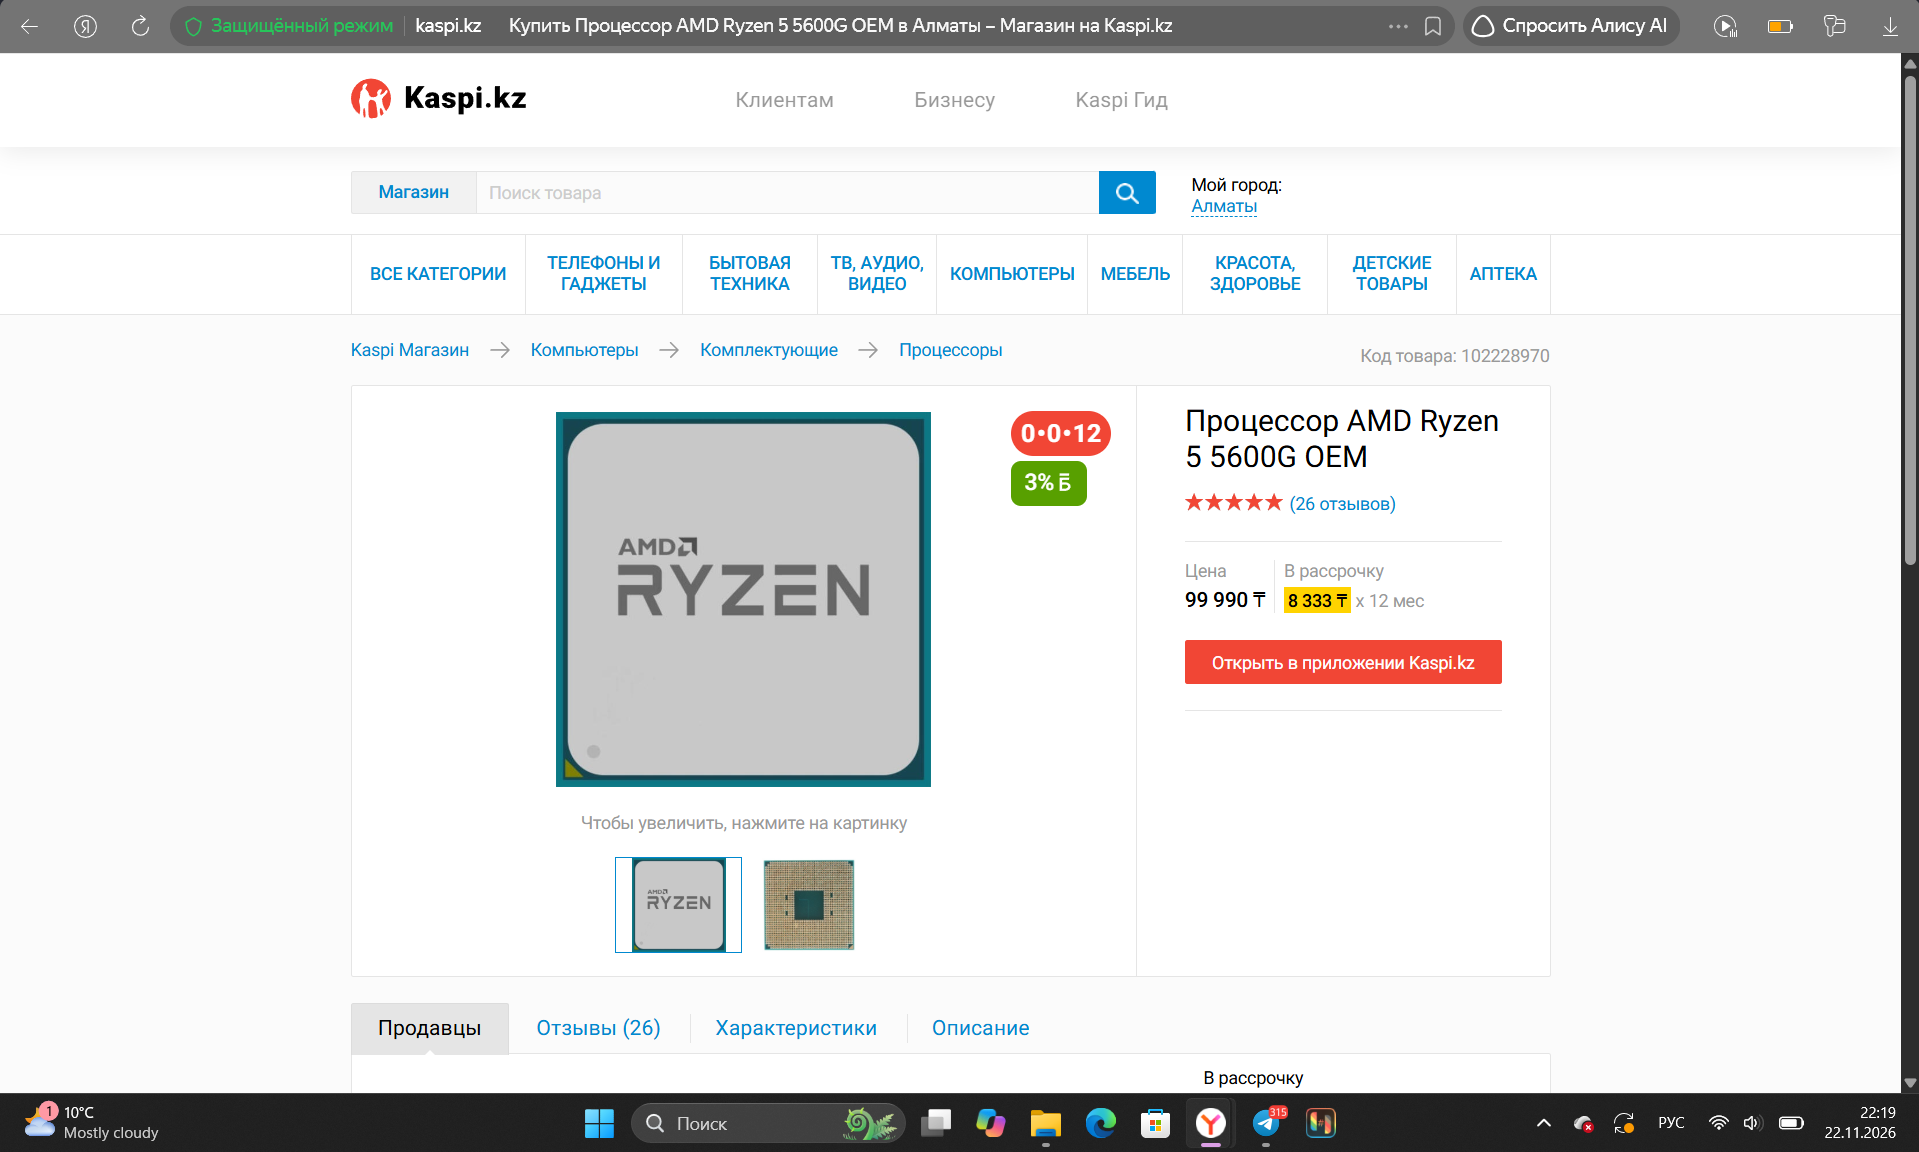 Я
Защищённый режим
kaspi.kz
Купить Процессор AMD Ryzen 5 5600G OEM в Алматы – Магазин на Kaspi.kz
Спросить Алису AI
Kaspi.kz
Клиентам
Бизнесу
Kaspi Гид
Магазин
Поиск товара
Мой город:
Алматы
ВСЕ КАТЕГОРИИ
ТЕЛЕФОНЫ И
ГАДЖЕТЫ
БЫТОВАЯ
ТЕХНИКА
ТВ, АУДИО,
ВИДЕО
КОМПЬЮТЕРЫ
МЕБЕЛЬ
КРАСОТА,
ЗДОРОВЬЕ
ДЕТСКИЕ
ТОВАРЫ
АПТЕКА
Kaspi Магазин
Компьютеры
Комплектующие
Процессоры
Код товара: 102228970
AMD
RYZEN
0·0·12
3% Б
Процессор AMD Ryzen
5 5600G OEM
(26 отзывов)
Цена
99 990 ₸
В рассрочку
8 333 ₸ x 12 мес
Открыть в приложении Kaspi.kz
Чтобы увеличить, нажмите на картинку
AMD
RYZEN
Продавцы
Отзывы (26)
Характеристики
Описание
В рассрочку
1
10°C
Mostly cloudy
Поиск
315
РУС
22:19
22.11.2026